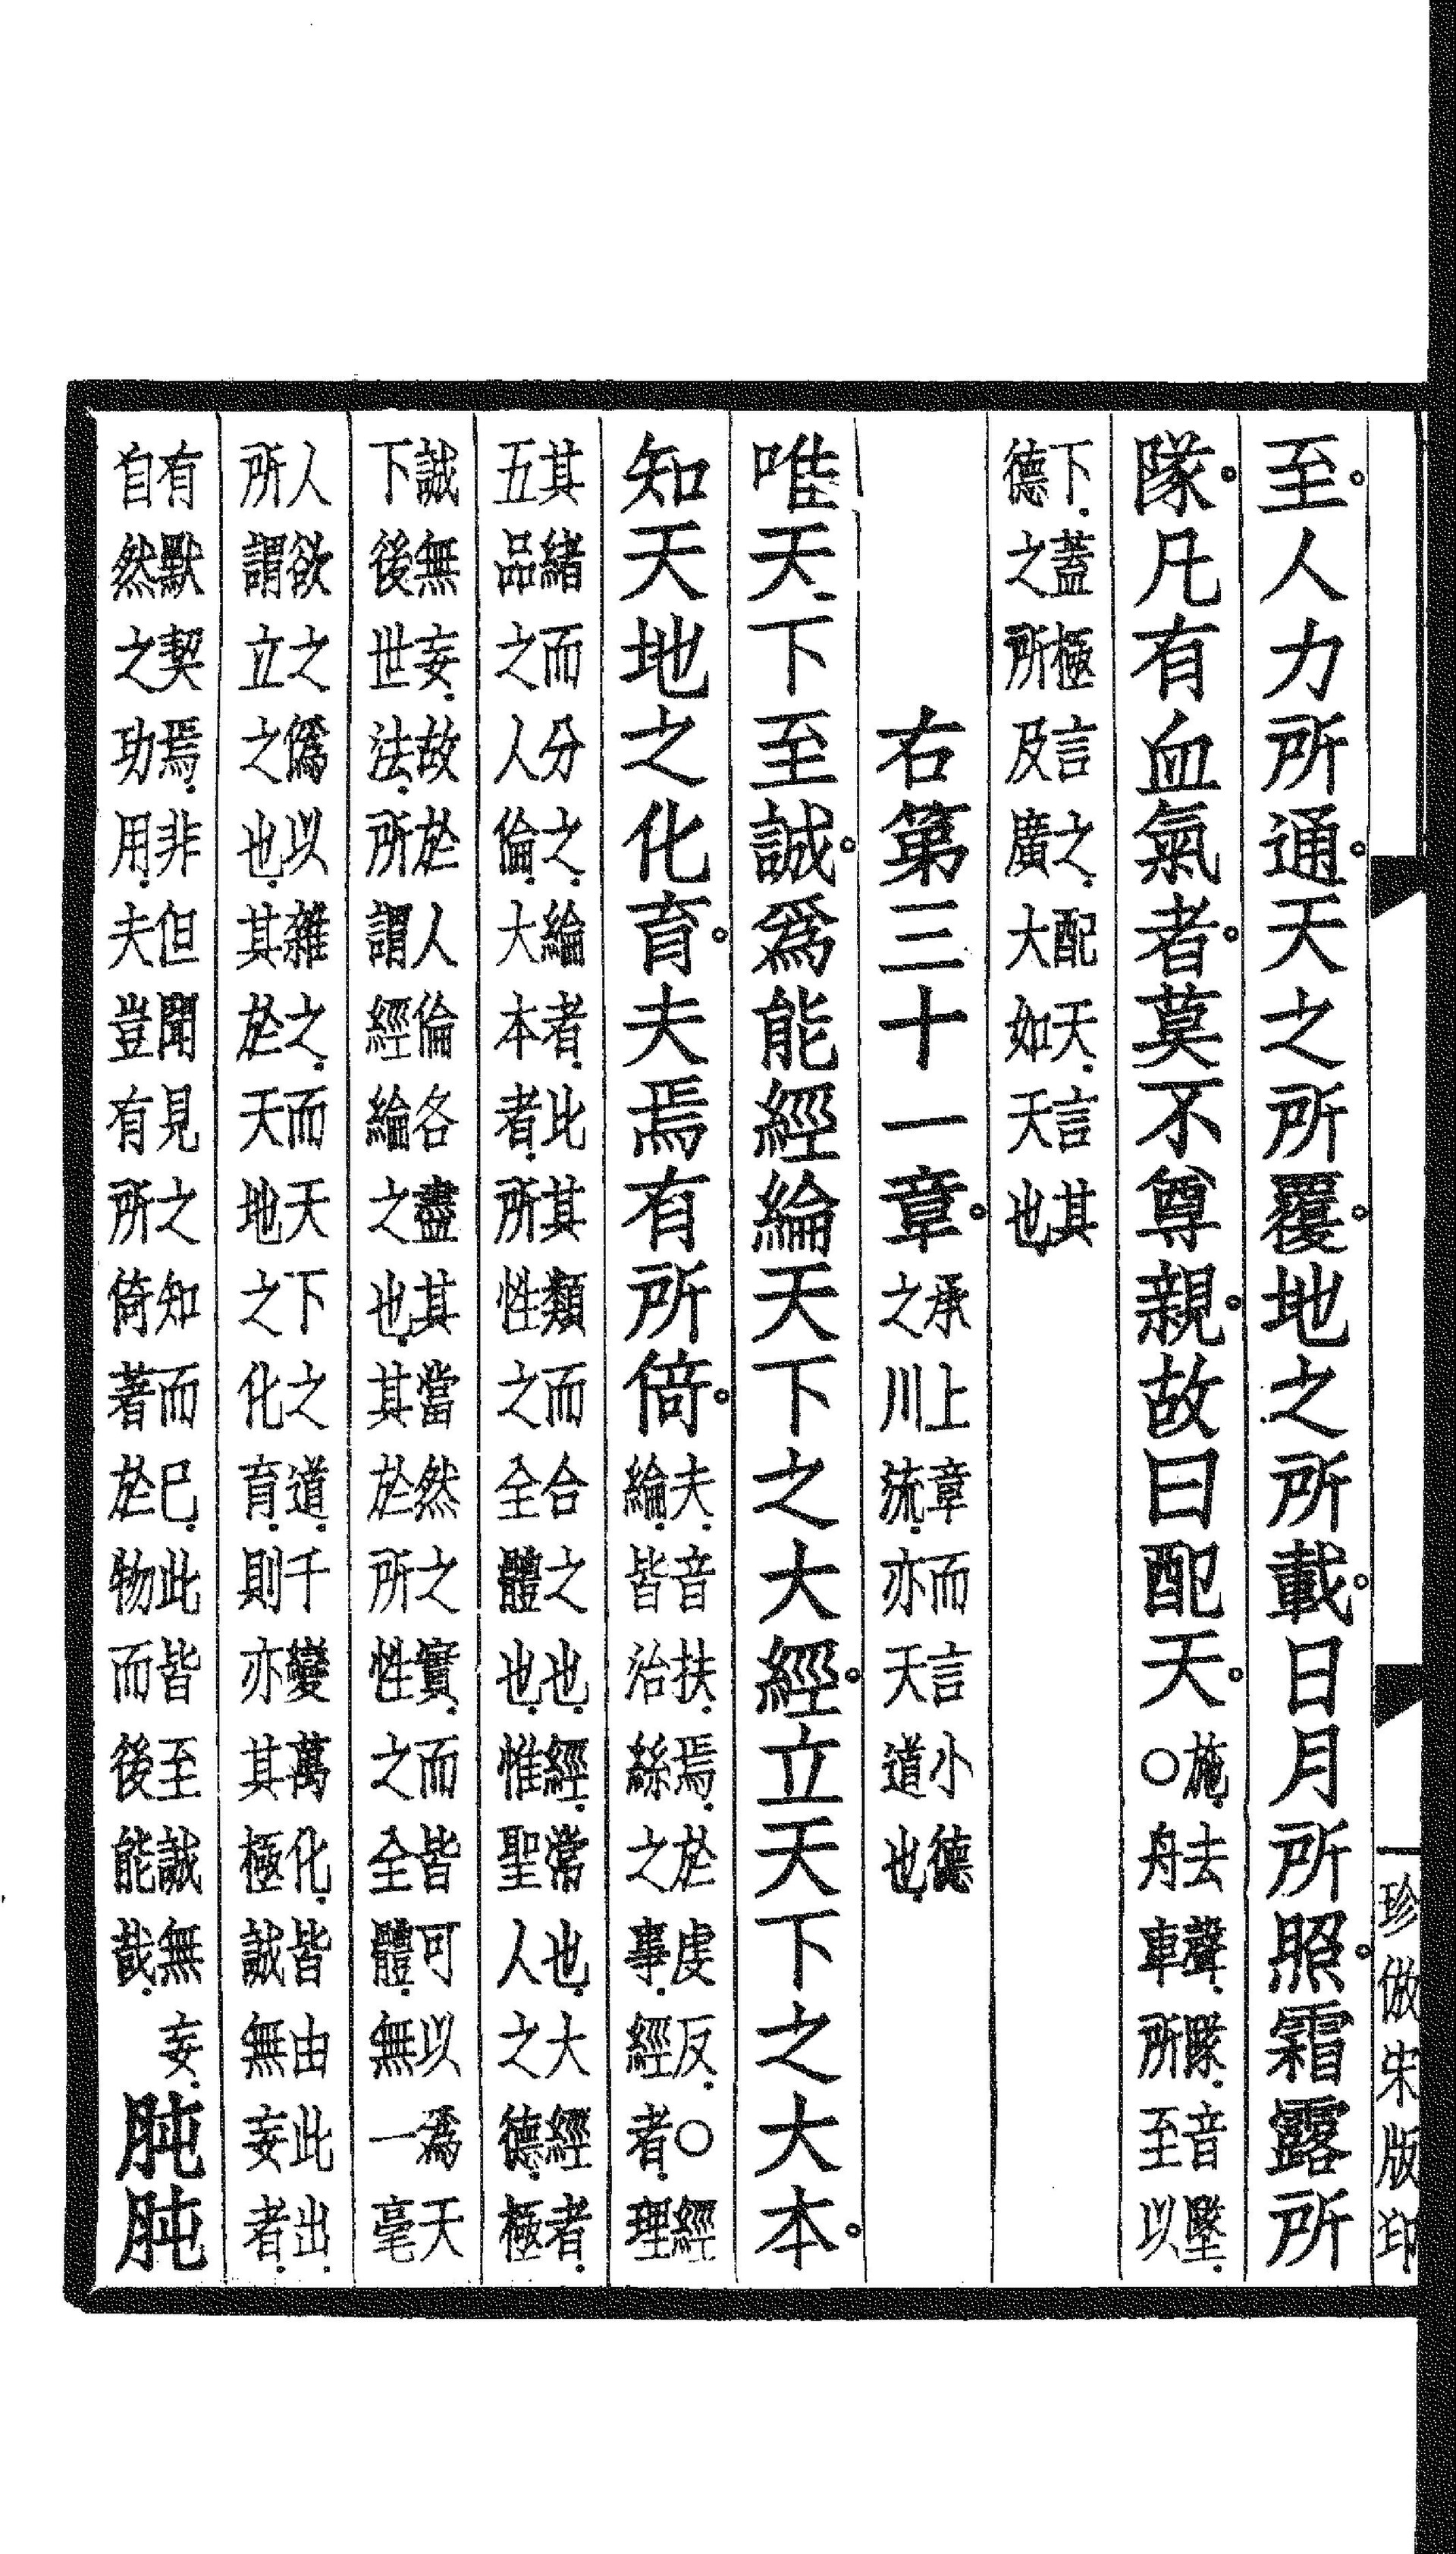 至人力所通天之所覆地之所載日月所照霜露所
隊凡有血氣者莫不尊親故曰配天施去聲隊音墜○舟車所至以
下蓋極言之配天言其德之所及廣大如天也
右第三十一章承上章而言小德之川流亦天道也
唯天下至誠爲能經綸天下之大經立天下之大本
知天地之化育夫焉有所倚夫音扶焉於虔反○經綸皆治絲之事經者理
其緒而分之綸者比其類而合之也經常也大經者五品之人倫大本者所性之全體也惟聖人之德極
誠無妄故於人倫各盡其當然之實而皆可以爲天下後世法所謂經綸之也其於所性之全體無一毫
人欲之僞以雜之而天下之道千變萬化皆由此出所謂立之也其於天地之化育則亦其極誠無妄者
有默契焉非但聞見之知而已此皆至誠無妄自然之功用夫豈有所倚著於物而後能哉肫肫
珍倣宋版印